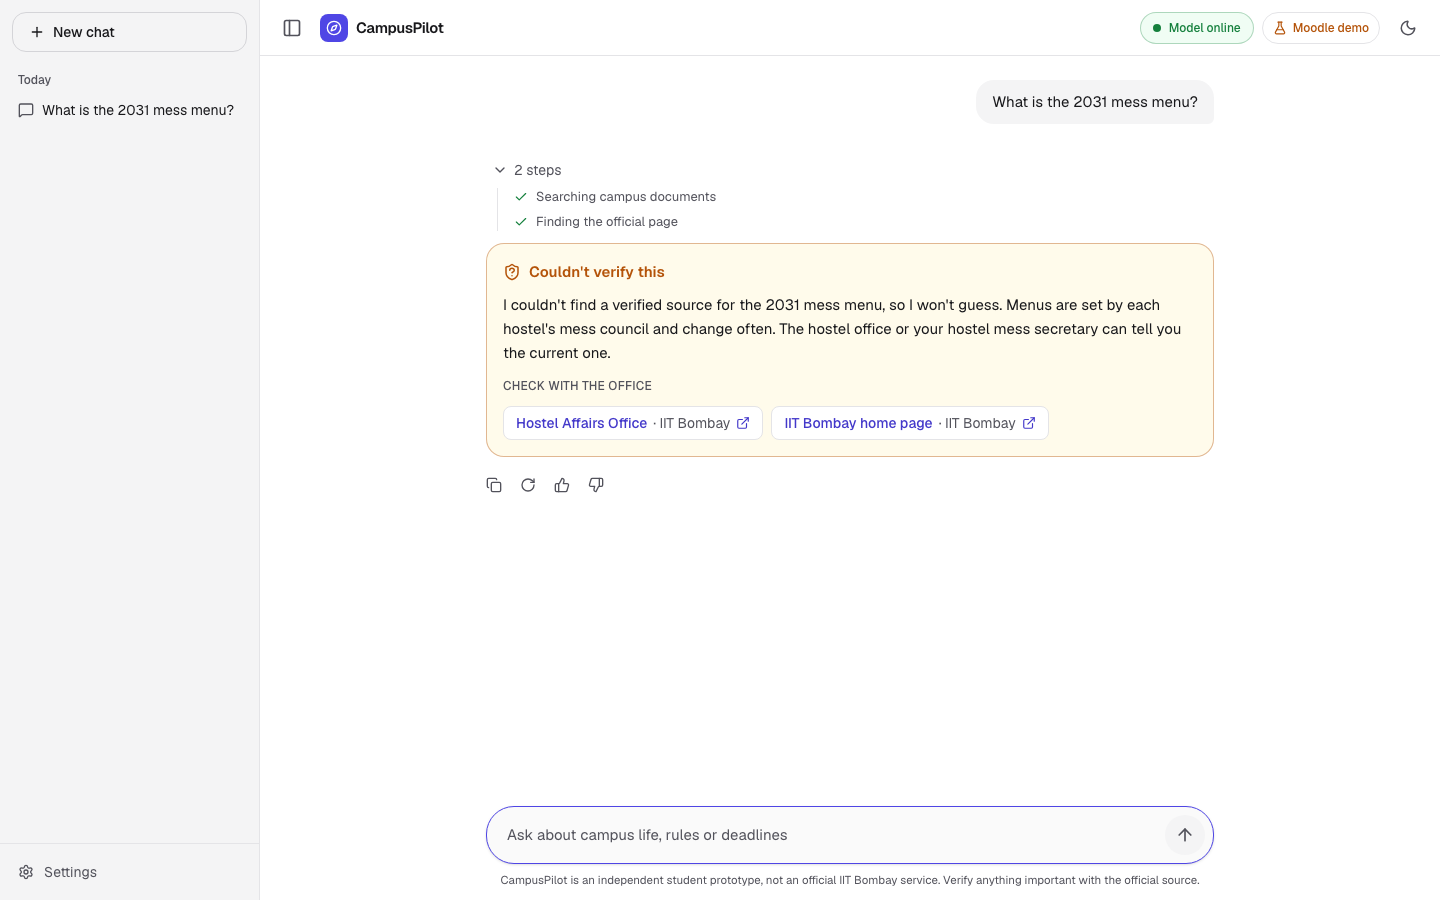 New chat
Today
What is the 2031 mess menu?
Settings
CampusPilot
Model online
Moodle demo
What is the 2031 mess menu?
2 steps
Searching campus documents
Finding the official page
Couldn't verify this
I couldn't find a verified source for the 2031 mess menu, so I won't guess. Menus are set by each
hostel's mess council and change often. The hostel office or your hostel mess secretary can tell you
the current one.
CHECK WITH THE OFFICE
Hostel Affairs Office · IIT Bombay
IIT Bombay home page · IIT Bombay
Ask about campus life, rules or deadlines
CampusPilot is an independent student prototype, not an official IIT Bombay service. Verify anything important with the official source.